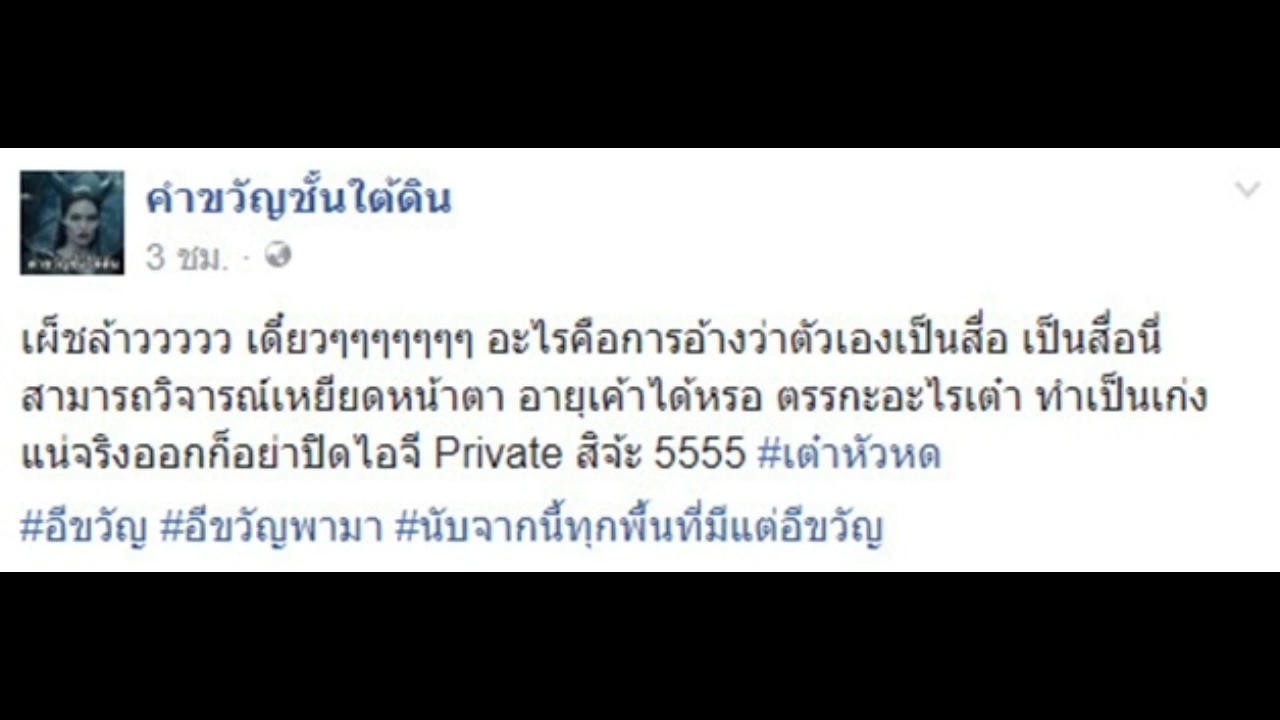 คำขวัญชั้นใต้ดิน
3 ชม. ·
เผ็ชล้าววววว เดี๋ยวๆๆๆๆๆๆๆ อะไรคือการอ้างว่าตัวเองเป็นสื่อ เป็นสื่อนี่
สามารถวิจารณ์เหยียดหน้าตา อายุเค้าได้หรอ ตรรกะอะไรเต๋า ทำเป็นเก่ง
แน่จริงออกก็อย่าปิดไอจี Private สิจ้ะ 5555 #เต๋าหัวหด
#อีขวัญ #อีขวัญพามา #นับจากนี้ทุกพื้นที่มีแต่อีขวัญ